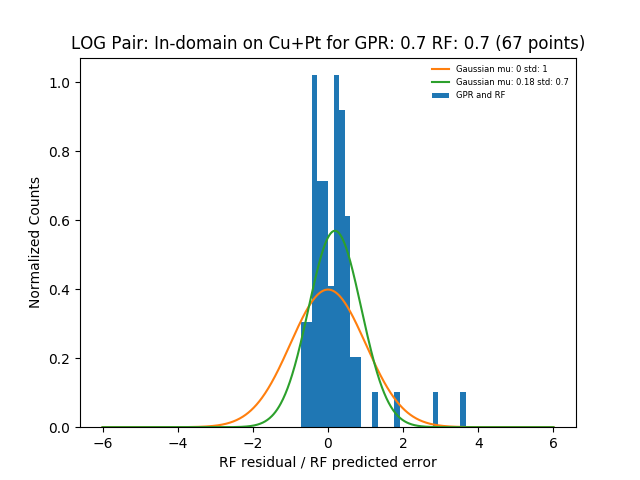 LOG Pair: In-domain on Cu+Pt for GPR: 0.7 RF: 0.7 (67 points)
Gaussian mu: 0 std: 1
Gaussian mu: 0.18 std: 0.7
GPR and RF
Normalized Counts
1.0
0.8
0.6
0.4
0.2
0.0
−6 −4 −2 0 2 4 6
RF residual / RF predicted error